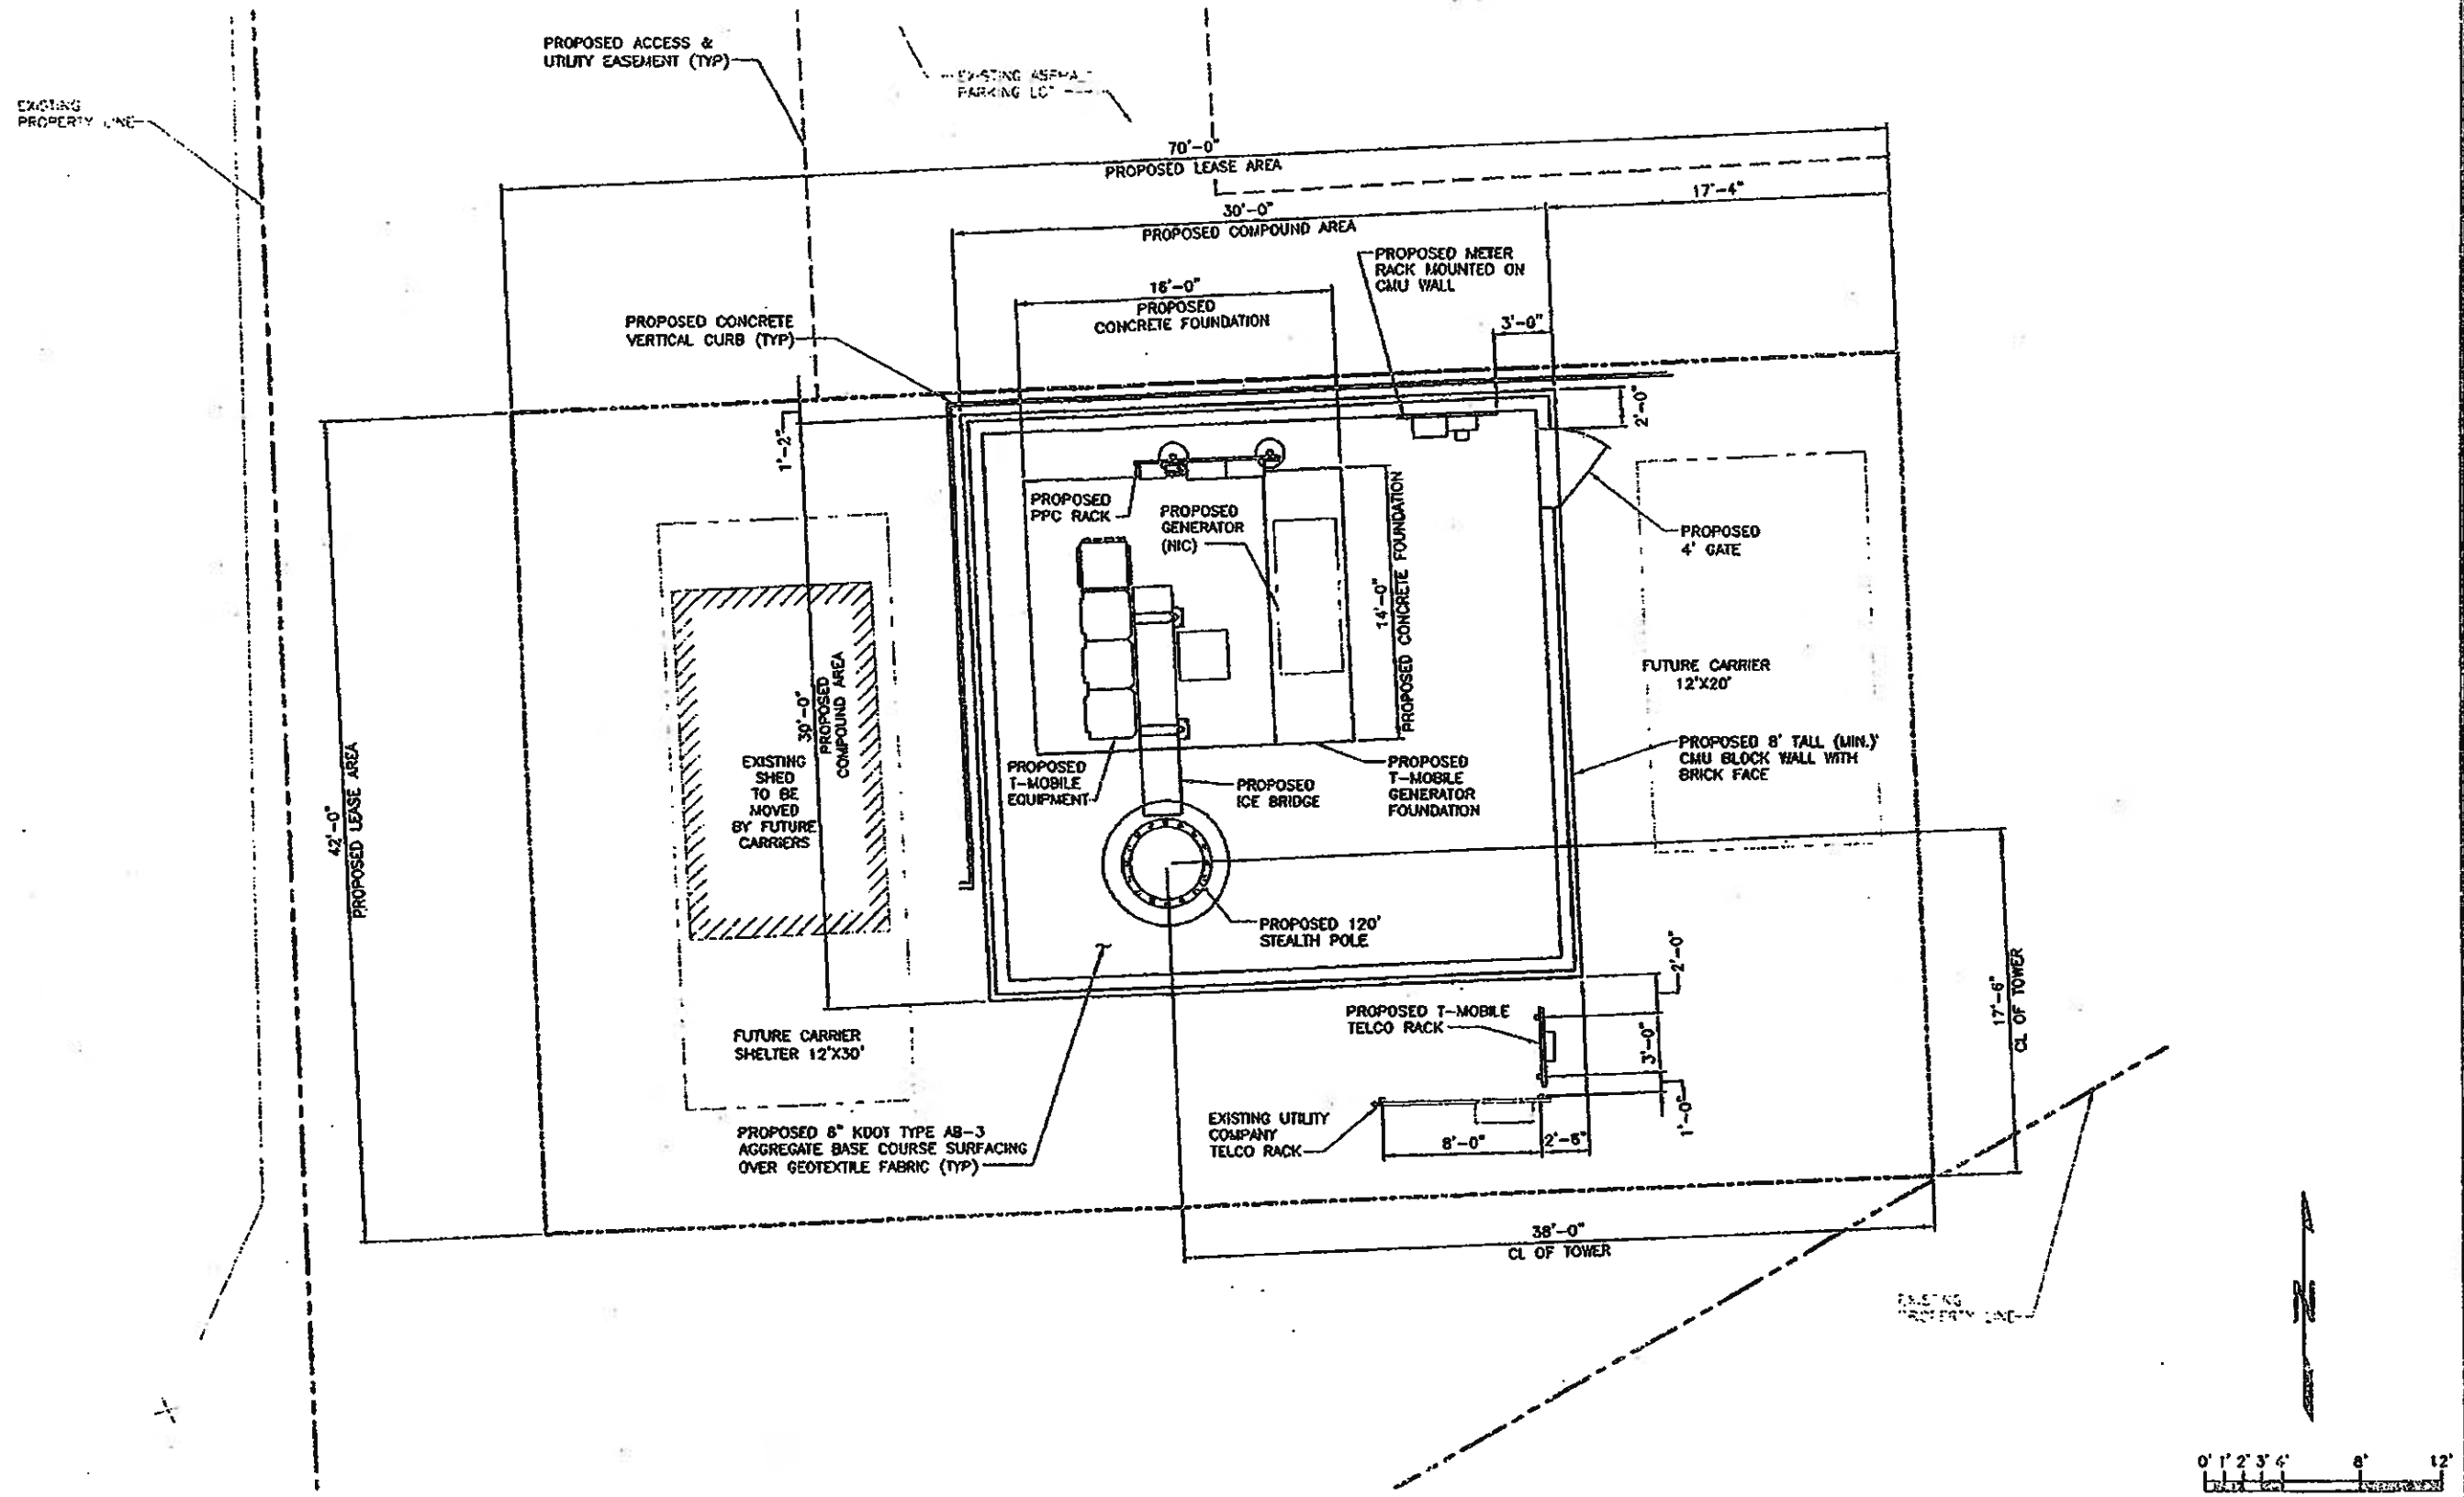 PROPOSED ACCESS &
UTILITY EASEMENT (TYP)
EXISTING ASPHALT
PARKING LOT
EXISTING
PROPERTY LINE
70'-0"
PROPOSED LEASE AREA
17'-4"
30'-0"
PROPOSED COMPOUND AREA
PROPOSED METER
RACK MOUNTED ON
CMU WALL
16'-0"
PROPOSED
CONCRETE FOUNDATION
PROPOSED CONCRETE
VERTICAL CURB (TYP)
3'-0"
2'-0"
1'-2"
PROPOSED
PPC RACK
PROPOSED
GENERATOR
(NIC)
14'-0"
PROPOSED CONCRETE FOUNDATION
PROPOSED
4' GATE
FUTURE CARRIER
12'X20'
30'-0"
PROPOSED
COMPOUND AREA
EXISTING
SHED
TO BE
MOVED
BY FUTURE
CARRIERS
42'-0"
PROPOSED LEASE AREA
PROPOSED
T-MOBILE
EQUIPMENT
PROPOSED
ICE BRIDGE
PROPOSED
T-MOBILE
GENERATOR
FOUNDATION
PROPOSED 8' TALL (MIN.)
CMU BLOCK WALL WITH
BRICK FACE
PROPOSED 120'
STEALTH POLE
2'-0"
17'-6"
CL OF TOWER
PROPOSED T-MOBILE
TELCO RACK
3'-0"
1'-0"
FUTURE CARRIER
SHELTER 12'X30'
EXISTING UTILITY
COMPANY
TELCO RACK
8'-0"
2'-6"
PROPOSED 6" KDOT TYPE AB-3
AGGREGATE BASE COURSE SURFACING
OVER GEOTEXTILE FABRIC (TYP)
38'-0"
CL OF TOWER
EXISTING
PROPERTY LINE
N
0' 1' 2' 3' 4' 8' 12'